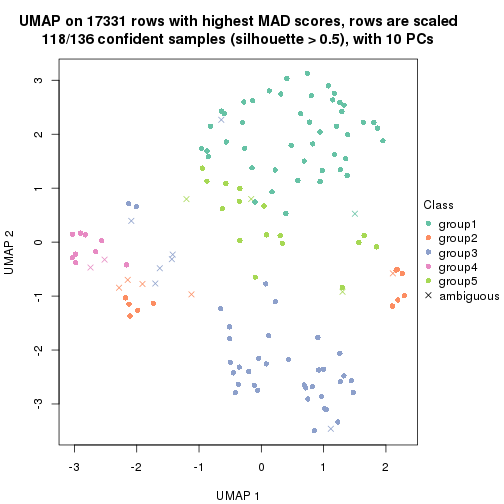 UMAP on 17331 rows with highest MAD scores, rows are scaled
118/136 confident samples (silhouette > 0.5), with 10 PCs
3
2
1
0
-1
-2
-3
UMAP 2
-3
-2
-1
0
1
2
UMAP 1
Class
group1
group2
group3
group4
group5
ambiguous